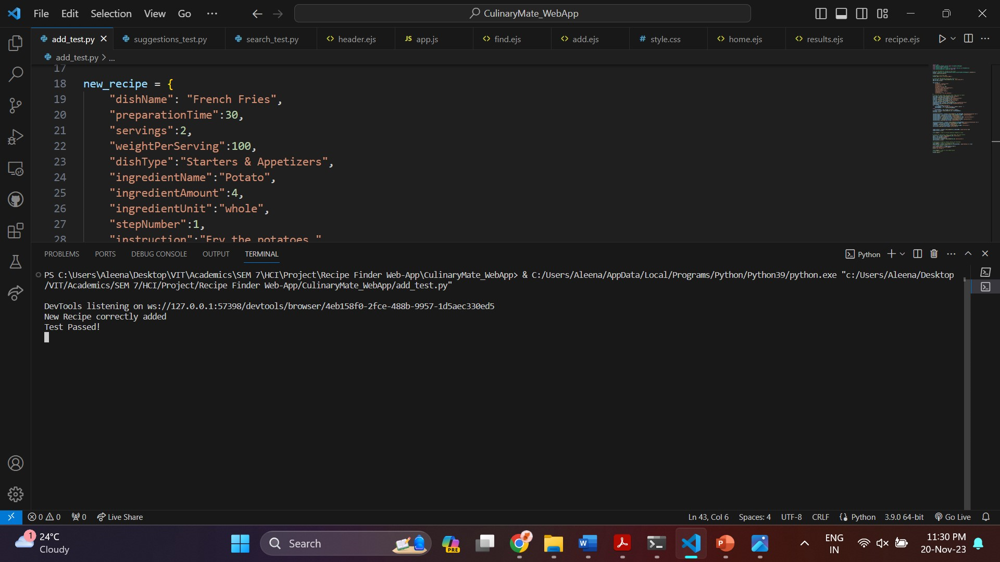 File Edit Selection View Go ... CulinaryMate_WebApp
add_test.py suggestions_test.py search_test.py header.ejs JS app.js find.ejs add.ejs # style.css home.ejs results.ejs recipe.ejs
add_test.py > ...
17
18 new_recipe = {
19 "dishName": "French Fries",
20 "preparationTime":30,
21 "servings":2,
22 "weightPerServing":100,
23 "dishType":"Starters & Appetizers",
24 "ingredientName":"Potato",
25 "ingredientAmount":4,
26 "ingredientUnit":"whole",
27 "stepNumber":1,
28 "instruction":"Fry the potatoes "
PROBLEMS PORTS DEBUG CONSOLE OUTPUT TERMINAL Python
PS C:\Users\Aleena\Desktop\VIT\Academics\SEM 7\HCI\Project\Recipe Finder Web-App\CulinaryMate_WebApp> & C:/Users/Aleena/AppData/Local/Programs/Python/Python39/python.exe "c:/Users/Aleena/Desktop
/VIT/Academics/SEM 7/HCI/Project/Recipe Finder Web-App/CulinaryMate_WebApp/add_test.py"
DevTools listening on ws://127.0.0.1:57398/devtools/browser/4eb158f0-2fce-488b-9957-1d5aec330ed5
New Recipe correctly added
Test Passed!
0 0 0 Live Share Ln 43, Col 6 Spaces: 4 UTF-8 CRLF Python 3.9.0 64-bit Go Live
1 24°C Search PRE W P ENG 11:30 PM
Cloudy IN 20-Nov-23